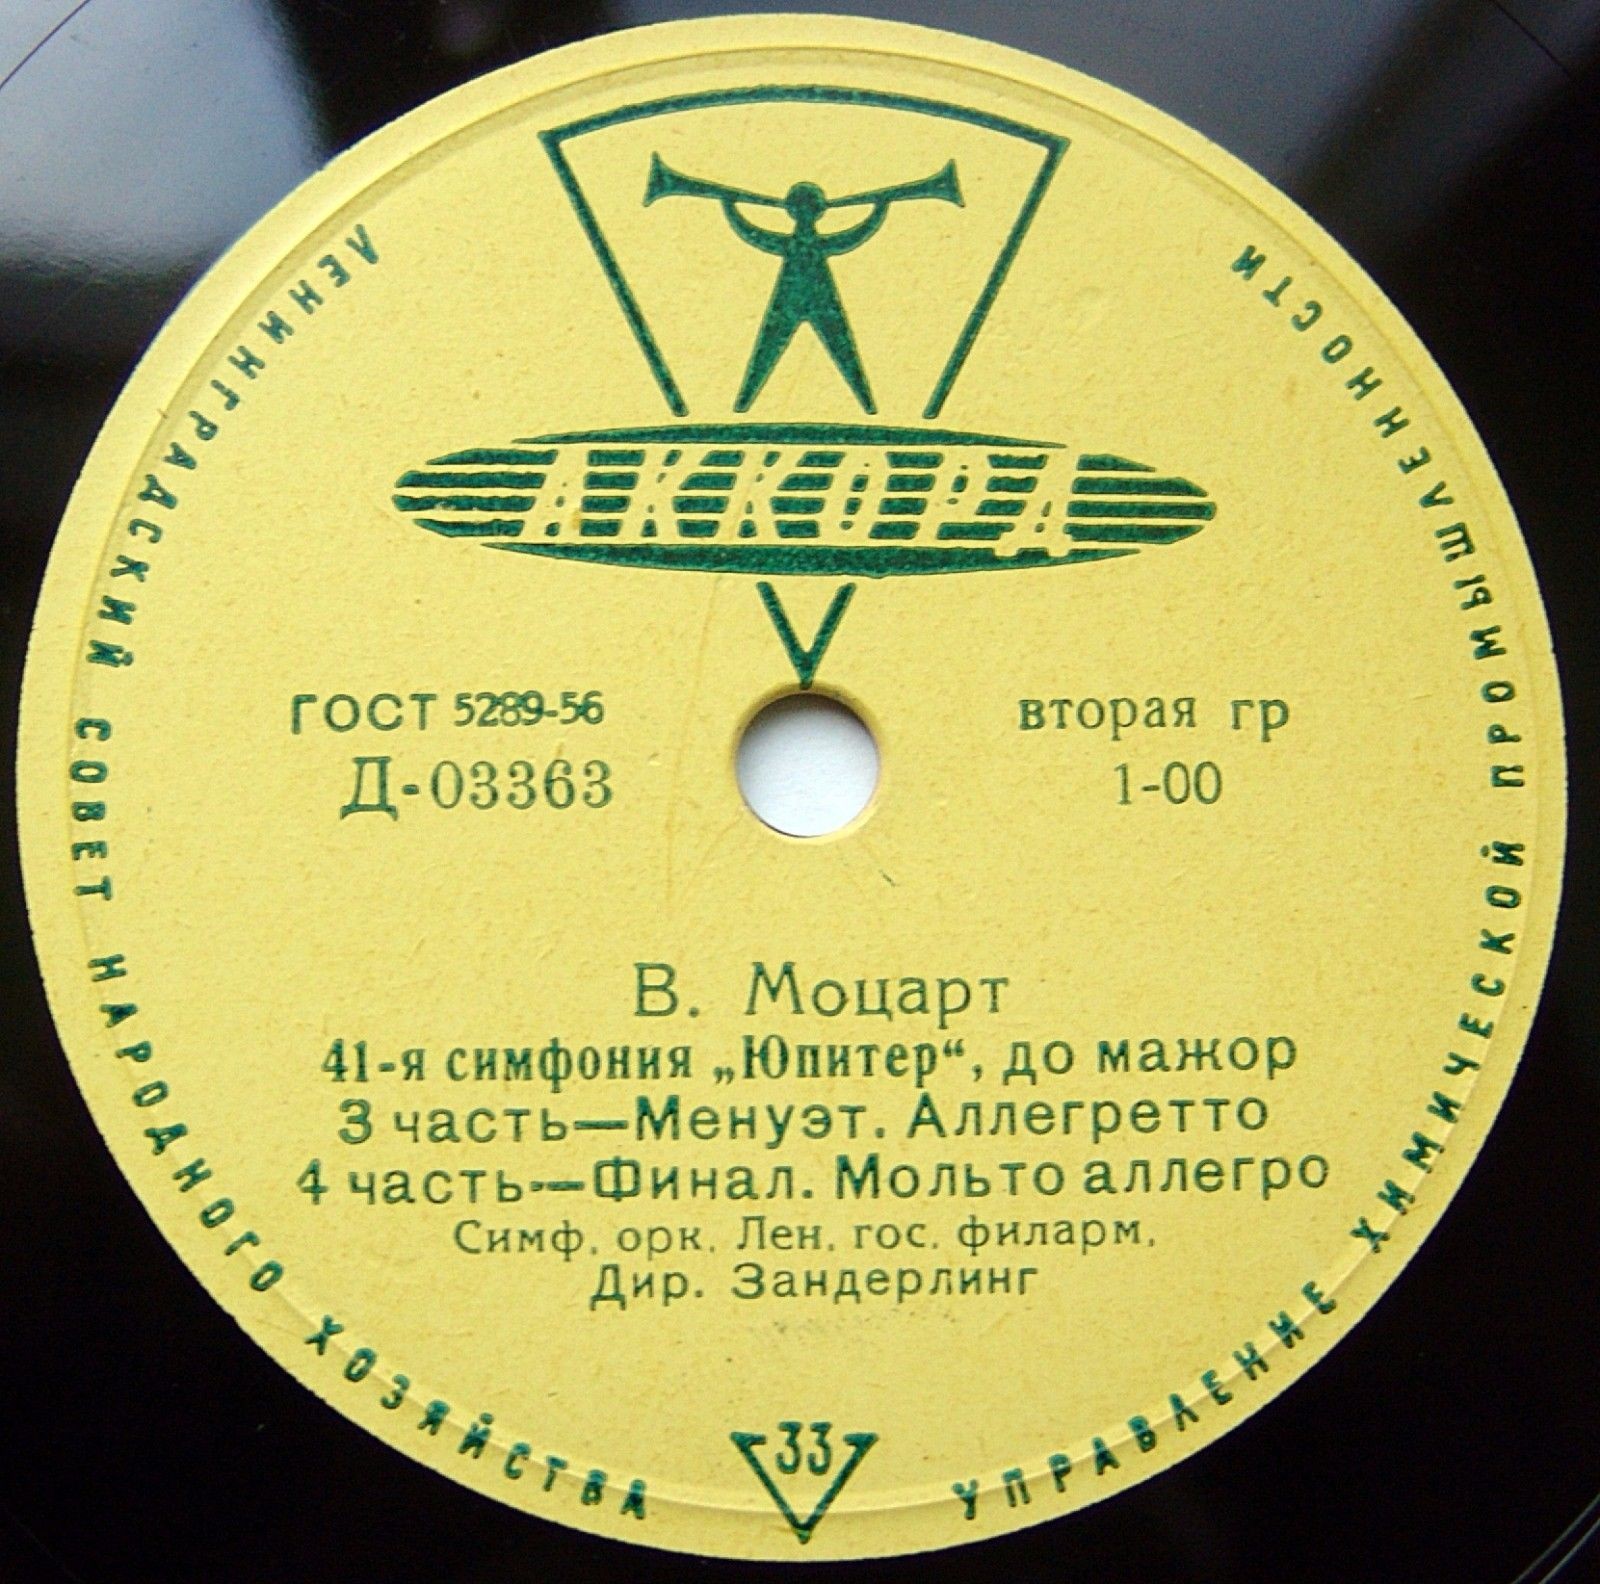 ЛЕНИНГРАДСКИЙ СОВЕТ НАРОДНОГО ХОЗЯЙСТВА
УПРАВЛЕНИЕ ХИМИЧЕСКОЙ ПРОМЫШЛЕННОСТИ
АККОРД
ГОСТ 5289-56
вторая гр
Д-03363
1-00
В. Моцарт
41-я симфония „Юпитер“, до мажор
3 часть—Менуэт. Аллегретто
4 часть—Финал. Мольто аллегро
Симф. орк. Лен. гос. филарм.
Дир. Зандерлинг
33